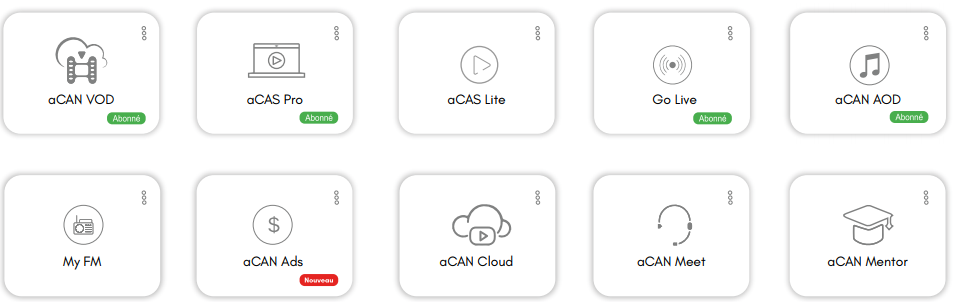 aCAN VOD
Abonné
aCAS Pro
Abonné
aCAS Lite
Go Live
Abonné
aCAN AOD
Abonné
My FM
aCAN Ads
Nouveau
aCAN Cloud
aCAN Meet
aCAN Mentor